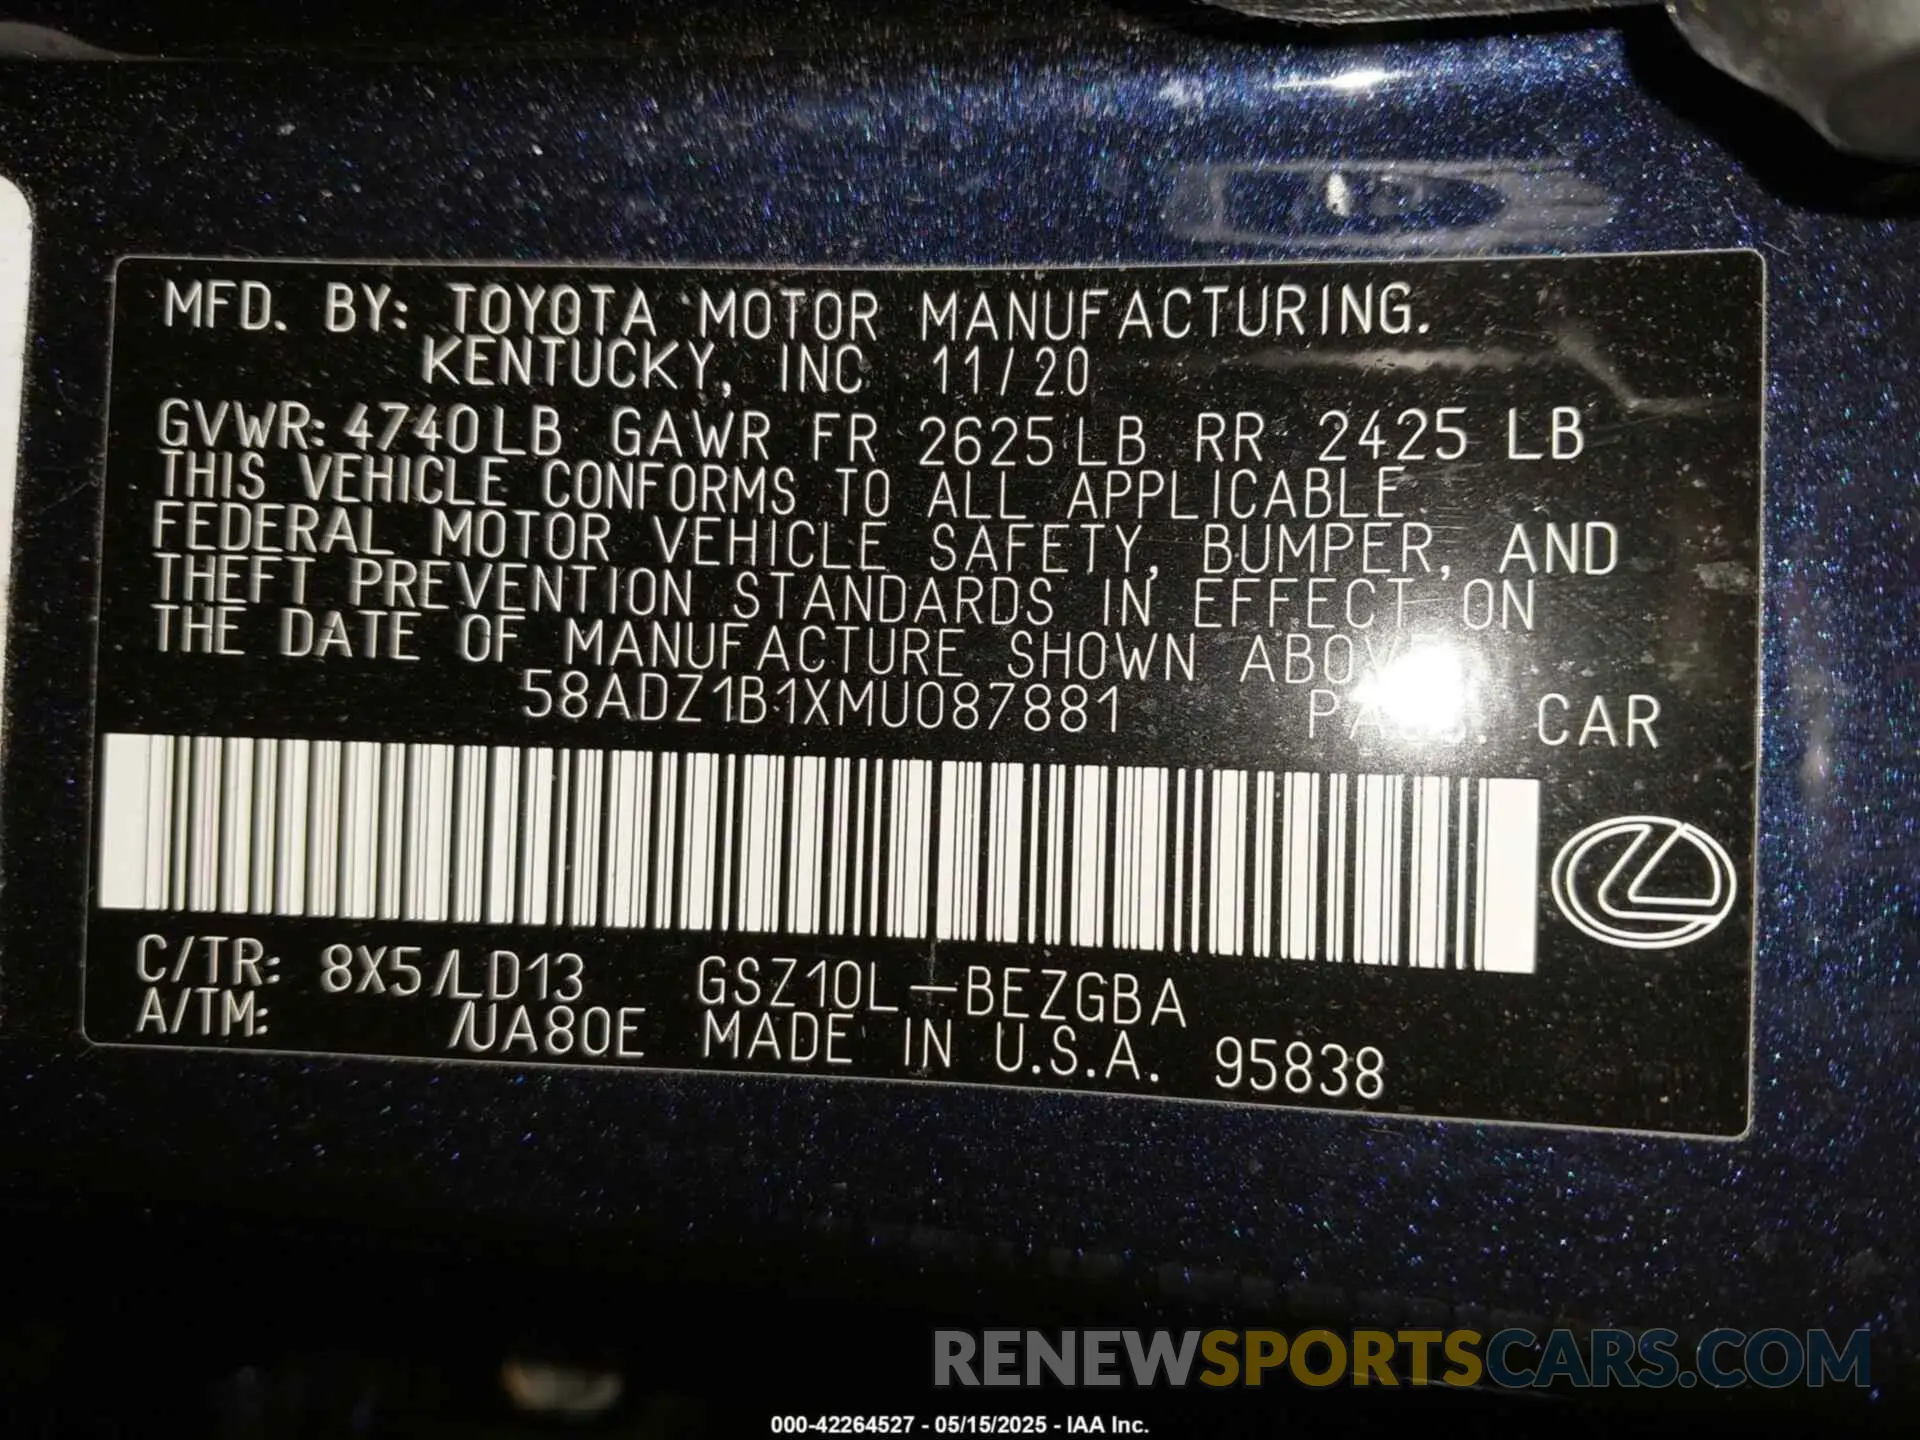 MFD. BY: TOYOTA MOTOR MANUFACTURING.
KENTUCKY, INC 11/20
GVWR: 4740LB GAWR FR 2625LB RR 2425 LB
THIS VEHICLE CONFORMS TO ALL APPLICABLE
FEDERAL MOTOR VEHICLE SAFETY, BUMPER, AND
THEFT PREVENTION STANDARDS IN EFFECT ON
THE DATE OF MANUFACTURE SHOWN ABOVE.
58ADZ1B1XMU087881 PASS. CAR
C/TR: 8X5/LD13 GSZ10L-BEZGBA
A/TM: /UA80E MADE IN U.S.A. 95838
RENEWSPORTSCARS.COM
000-42264527 - 05/15/2025 - IAA Inc.